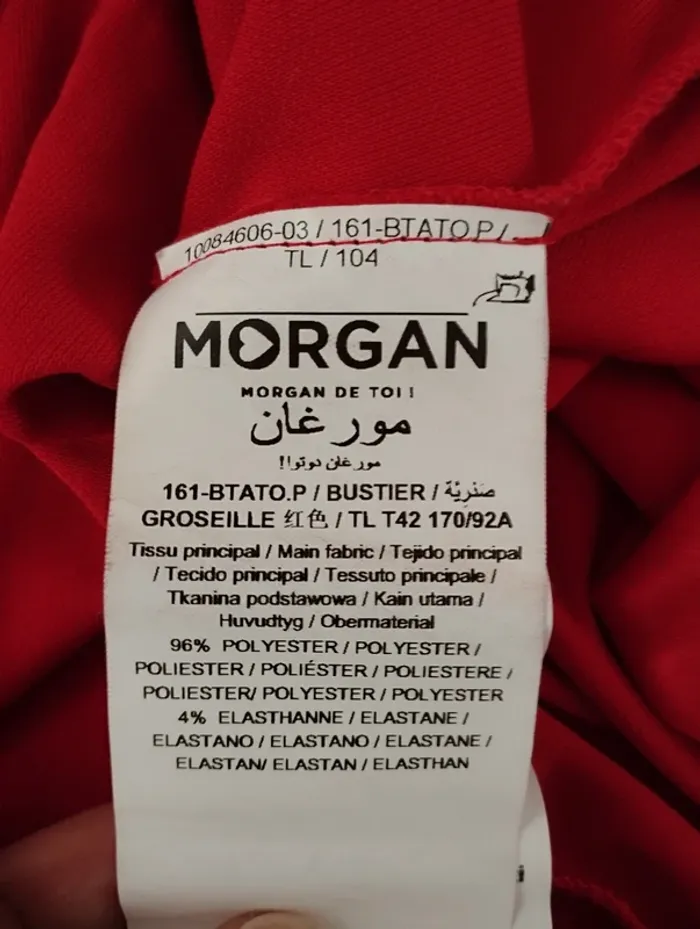 10084606-03 / 161-BTATO.P /
TL / 104
MORGAN
MORGAN DE TOI !
مورغان
مورغان دوتوا!
161-BTATO.P / BUSTIER / صَدْرِيَّة
GROSEILLE 红色 / TL T42 170/92A
Tissu principal / Main fabric / Tejido principal
/ Tecido principal / Tessuto principale /
Tkanina podstawowa / Kain utama /
Huvudtyg / Obermaterial
96% POLYESTER / POLYESTER /
POLIESTER / POLIÉSTER / POLIESTERE /
POLIESTER/ POLYESTER / POLYESTER
4% ELASTHANNE / ELASTANE /
ELASTANO / ELASTANO / ELASTANE /
ELASTAN/ ELASTAN / ELASTHAN